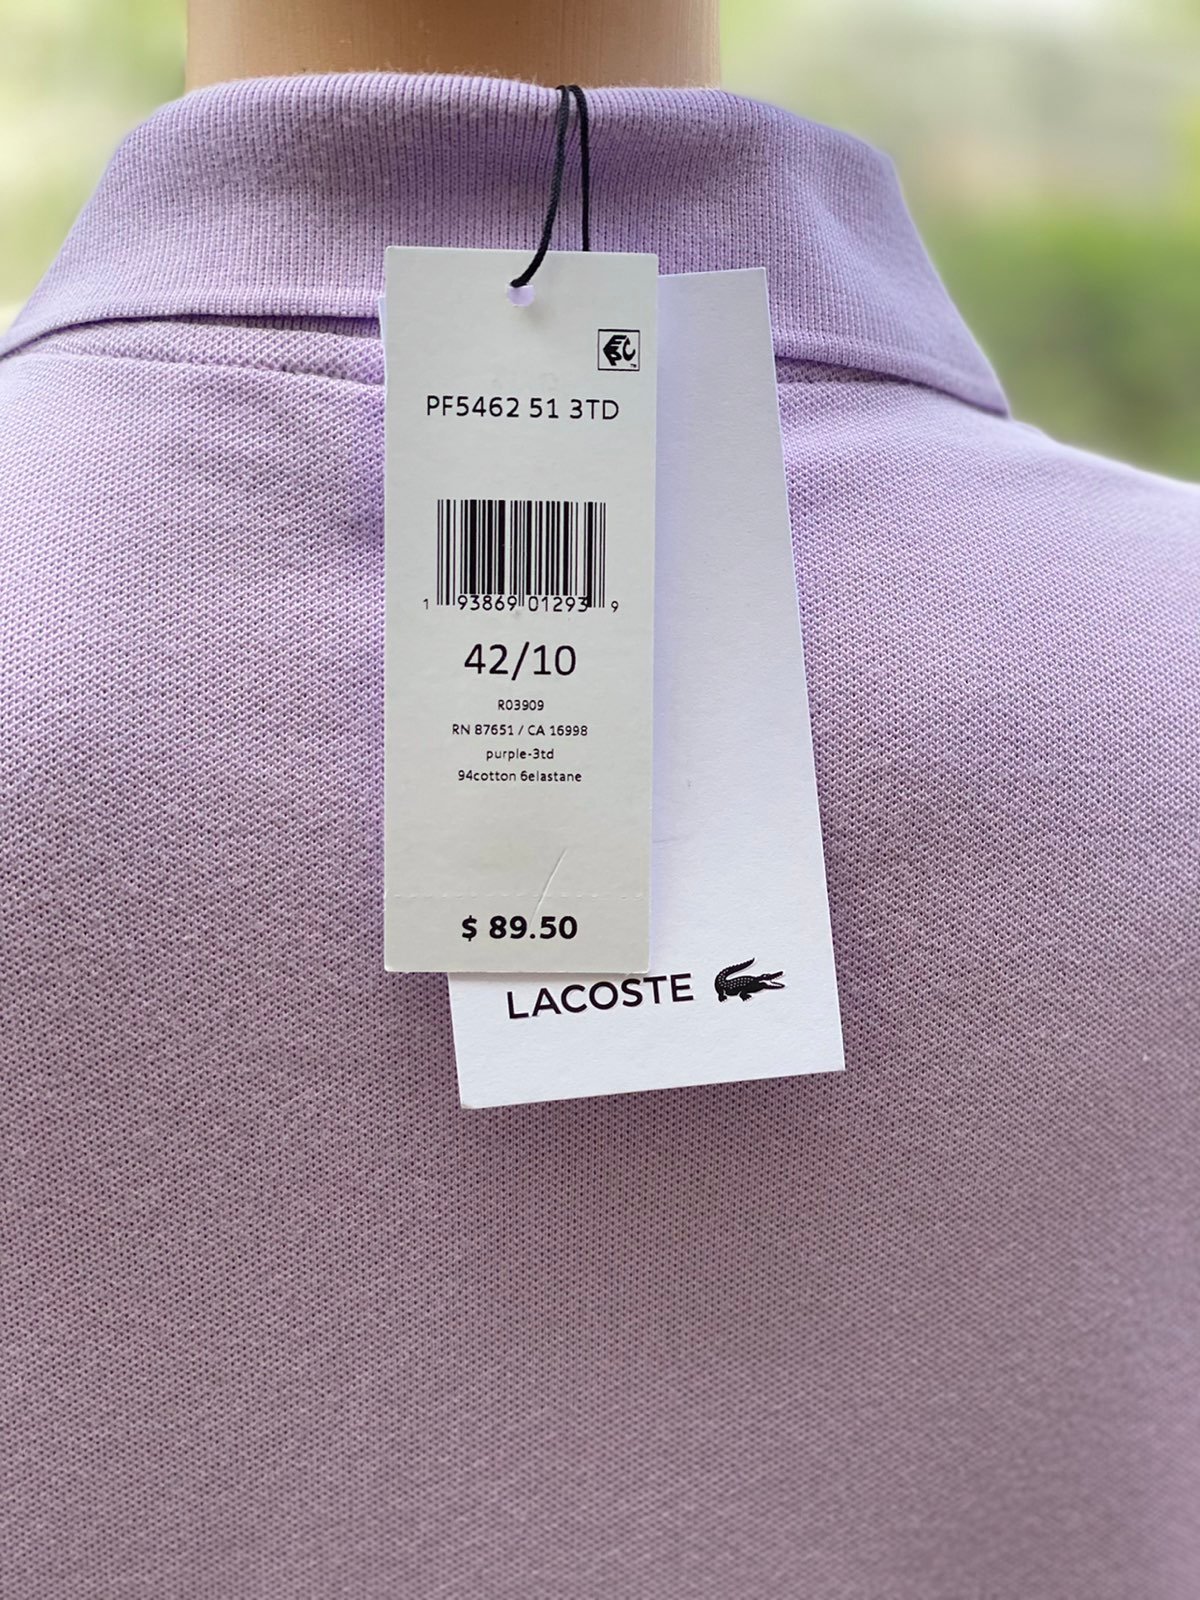 PF5462 51 3TD
1 93869 01293 9
42/10
R03909
RN 87651 / CA 16998
purple-3td
94cotton 6elastane
$ 89.50
LACOSTE